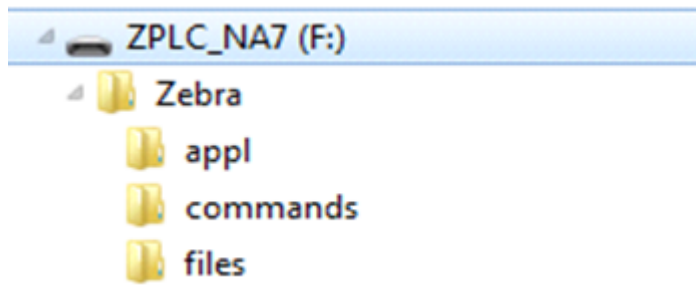 ZPLC_NA7 (F:)
Zebra
appl
commands
files